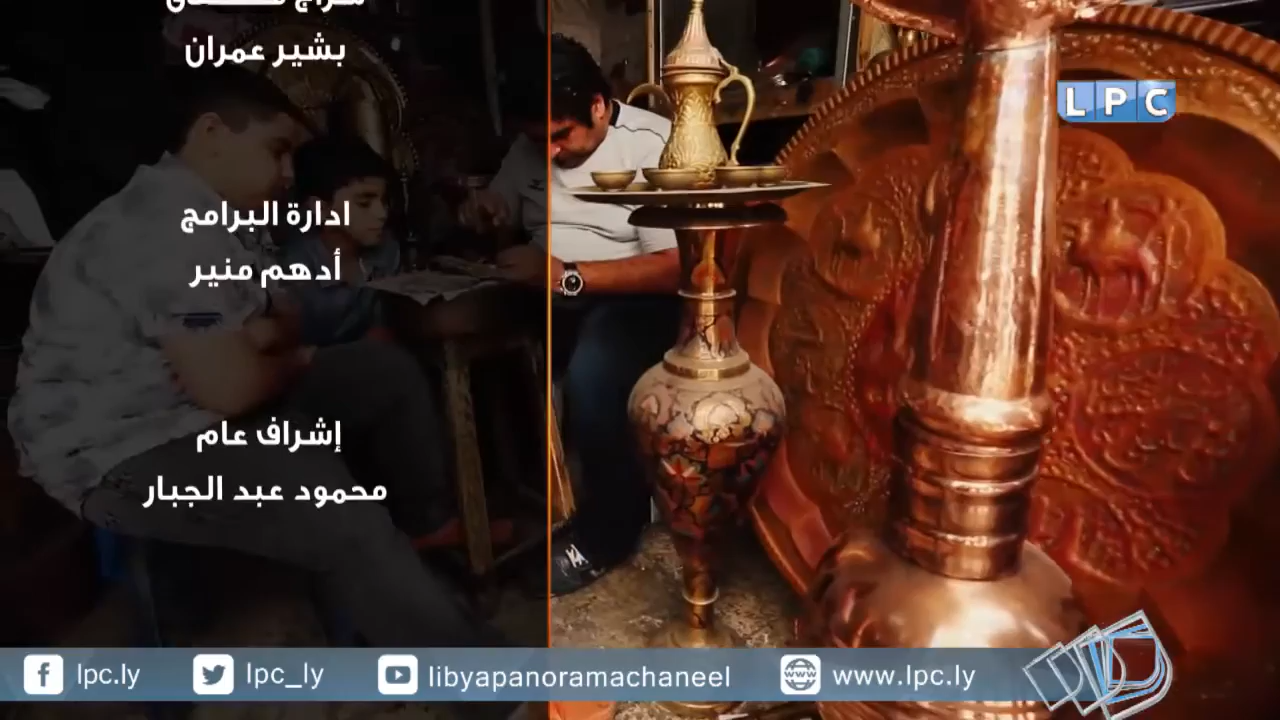 بشير عمران
ادارة البرامج
أدهم منير
إشراف عام
محمود عبد الجبار
LPC
lpc.ly
lpc_ly
libyapanoramachaneel
www.lpc.ly